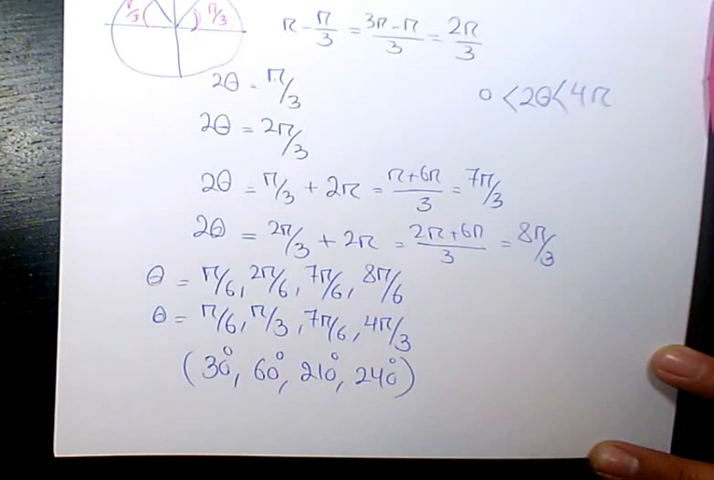 π/3 π/3 π - π/3 = 3π - π/3 = 2π/3
2θ = π/3
0 < 2θ < 4π
2θ = 2π/3
2θ = π/3 + 2π = π + 6π/3 = 7π/3
2θ = 2π/3 + 2π = 2π + 6π/3 = 8π/3
θ = π/6, 2π/6, 7π/6, 8π/6
θ = π/6, π/3, 7π/6, 4π/3
(30°, 60°, 210°, 240°)